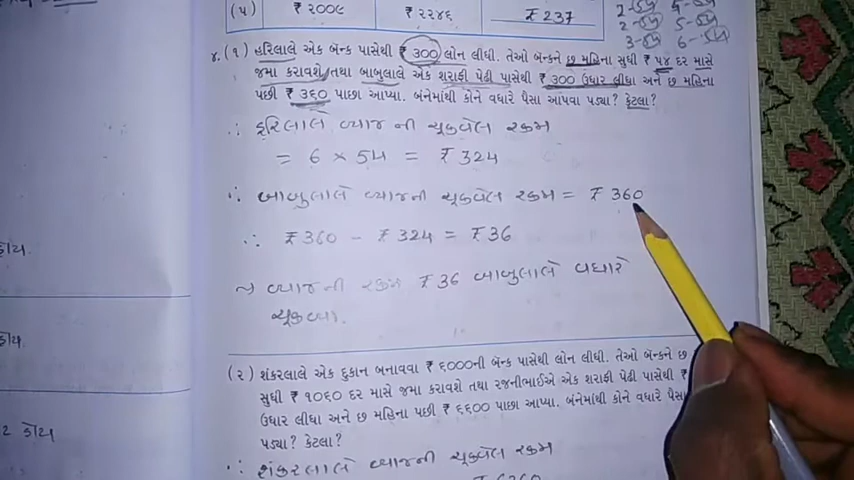 (૫) ₹ ૨૦૦૯ ₹ ૨૨૪૬ ₹ 237
૪. (૧) હરિલાલે એક બૅન્ક પાસેથી ₹ 300 લોન લીધી. તેઓ બૅન્કને છ મહિના સુધી ₹ ૫૪ દર માસે
જમા કરાવશે તથા બાબુલાલે એક શરાફી પેઢી પાસેથી ₹ 300 ઉધાર લીધા અને છ મહિના
પછી ₹ ૩૬૦ પાછા આપ્યા. બંનેમાંથી કોને વધારે પૈસા આપવા પડ્યા? કેટલા?
∴ હરિલાલે વ્યાજ ની ચૂકવેલ રકમ
= 6 × 54 = ₹ 324
∴ બાબુલાલે વ્યાજની ચૂકવેલ રકમ = ₹ 360
∴ ₹ 360 – ₹ 324 = ₹ 36
વ્યાજ ની રકમ ₹ 36 બાબુલાલે વધારે
ચૂકવ્યા.
(૨) શંકરલાલે એક દુકાન બનાવવા ₹ ૬૦૦૦ની બૅન્ક પાસેથી લોન લીધી. તેઓ બૅન્કને છ
સુધી ₹ ૧૦૬૦ દર માસે જમા કરાવશે તથા રજનીભાઈએ એક શરાફી પેઢી પાસેથી ₹
ઉધાર લીધા અને છ મહિના પછી ₹ ૬૬૦૦ પાછા આપ્યા. બંનેમાંથી કોને વધારે પૈસા
પડ્યા? કેટલા?
∴ શંકરલાલે વ્યાજની ચૂકવેલ રકમ